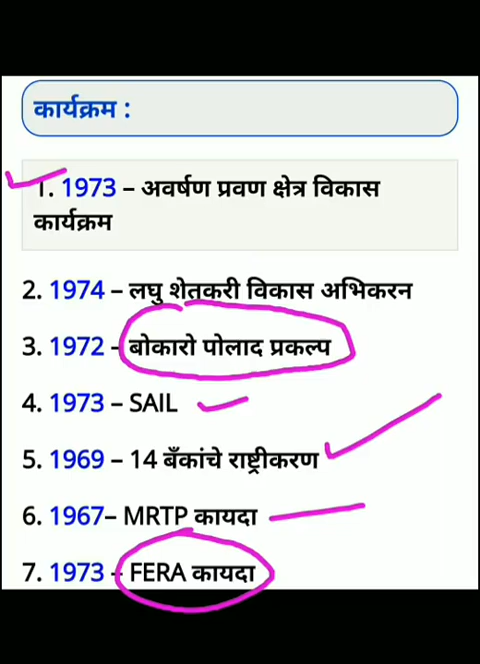 कार्यक्रम :
1. 1973 – अवर्षण प्रवण क्षेत्र विकास
कार्यक्रम
2. 1974 – लघु शेतकरी विकास अभिकरन
3. 1972 – बोकारो पोलाद प्रकल्प
4. 1973 – SAIL
5. 1969 – 14 बँकांचे राष्ट्रीकरण
6. 1967– MRTP कायदा
7. 1973 – FERA कायदा